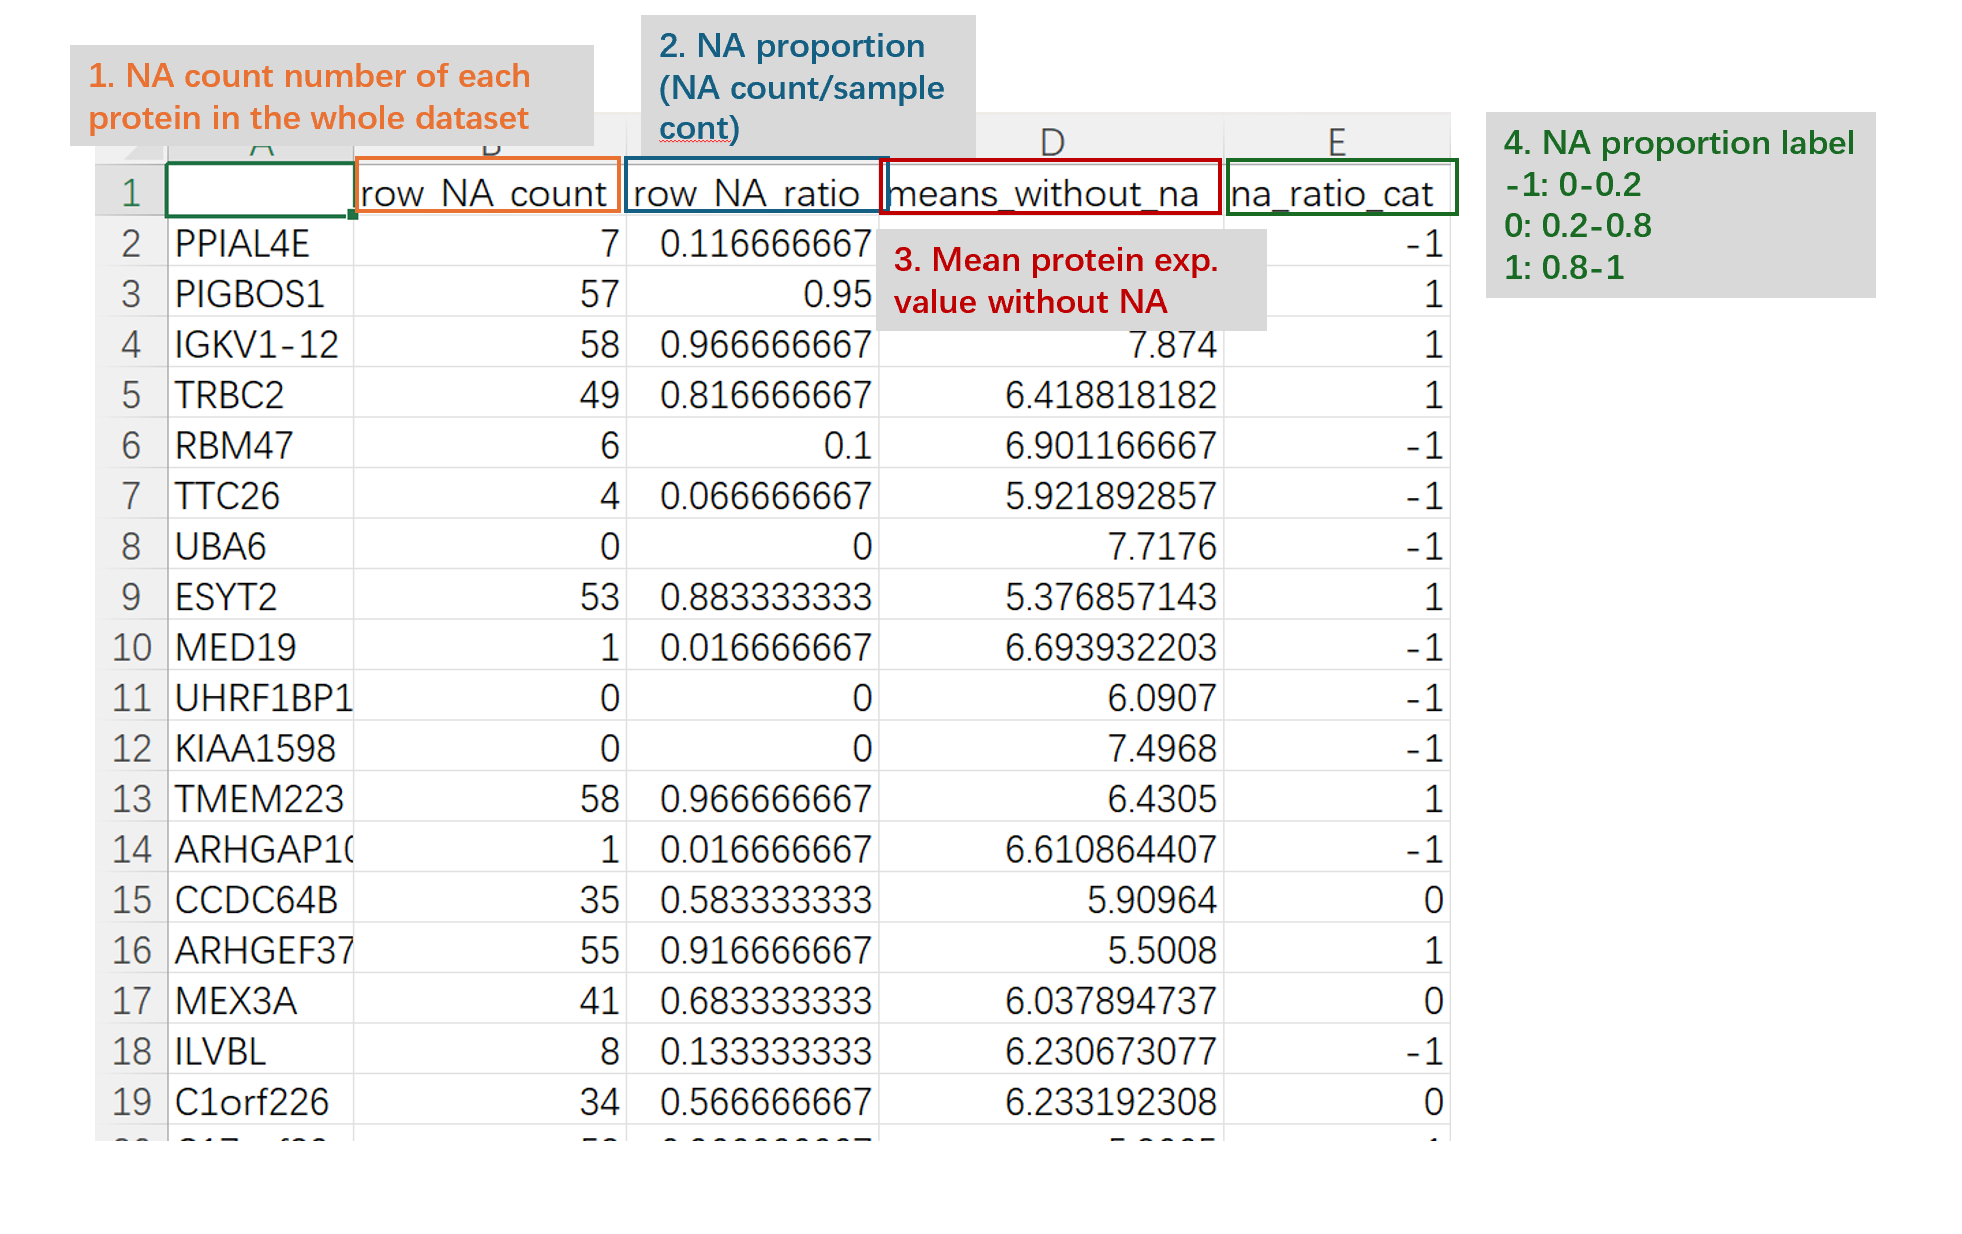 1. NA count number of each
protein in the whole dataset
2. NA proportion
(NA count/sample
cont)
4. NA proportion label
-1: 0-0.2
0: 0.2-0.8
1: 0.8-1
A B D E
1 row_NA_count row_NA_ratio means_without_na na_ratio_cat
2 PPIAL4E 7 0.116666667 -1
3. Mean protein exp.
value without NA
3 PIGBOS1 57 0.95 1
4 IGKV1-12 58 0.966666667 7.874 1
5 TRBC2 49 0.816666667 6.418818182 1
6 RBM47 6 0.1 6.901166667 -1
7 TTC26 4 0.066666667 5.921892857 -1
8 UBA6 0 0 7.7176 -1
9 ESYT2 53 0.883333333 5.376857143 1
10 MED19 1 0.016666667 6.693932203 -1
11 UHRF1BP1 0 0 6.0907 -1
12 KIAA1598 0 0 7.4968 -1
13 TMEM223 58 0.966666667 6.4305 1
14 ARHGAP10 1 0.016666667 6.610864407 -1
15 CCDC64B 35 0.583333333 5.90964 0
16 ARHGEF37 55 0.916666667 5.5008 1
17 MEX3A 41 0.683333333 6.037894737 0
18 ILVBL 8 0.133333333 6.230673077 -1
19 C1orf226 34 0.566666667 6.233192308 0